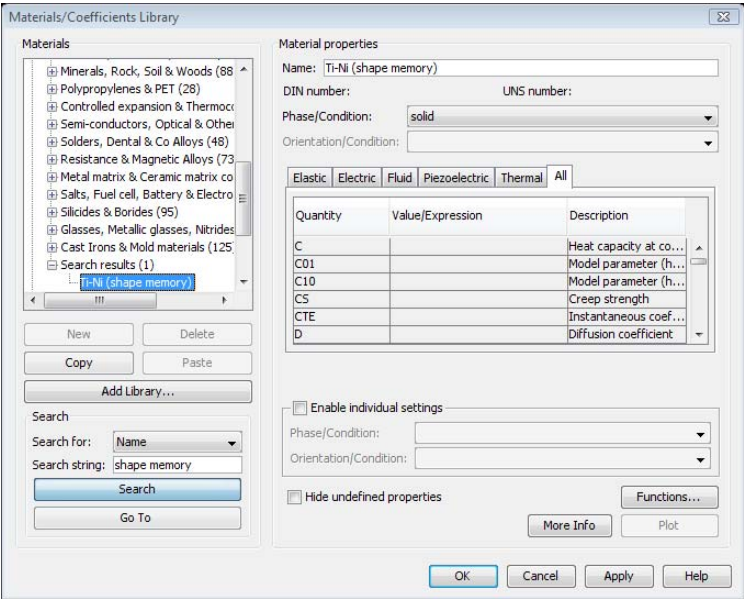 Materials/Coefficients Library
Materials
Minerals, Rock, Soil & Woods (88
Polypropylenes & PET (28)
Controlled expansion & Thermoco
Semi-conductors, Optical & Other
Solders, Dental & Co Alloys (48)
Resistance & Magnetic Alloys (73
Metal matrix & Ceramic matrix co
Salts, Fuel cell, Battery & Electro
Silicides & Borides (95)
Glasses, Metallic glasses, Nitrides
Cast Irons & Mold materials (125
Search results (1)
Ti-Ni (shape memory)
New Delete
Copy Paste
Add Library...
Search
Search for: Name
Search string: shape memory
Search
Go To
Material properties
Name: Ti-Ni (shape memory)
DIN number: UNS number:
Phase/Condition: solid
Orientation/Condition:
Elastic Electric Fluid Piezoelectric Thermal All
Quantity Value/Expression Description
C Heat capacity at co...
C01 Model parameter (h...
C10 Model parameter (h...
CS Creep strength
CTE Instantaneous coef...
D Diffusion coefficient
Enable individual settings
Phase/Condition:
Orientation/Condition:
Hide undefined properties Functions...
More Info Plot
OK Cancel Apply Help